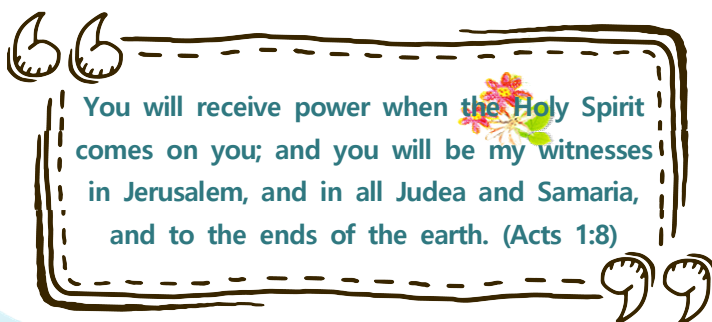 You will receive power when the Holy Spirit
comes on you; and you will be my witnesses
in Jerusalem, and in all Judea and Samaria,
and to the ends of the earth. (Acts 1:8)